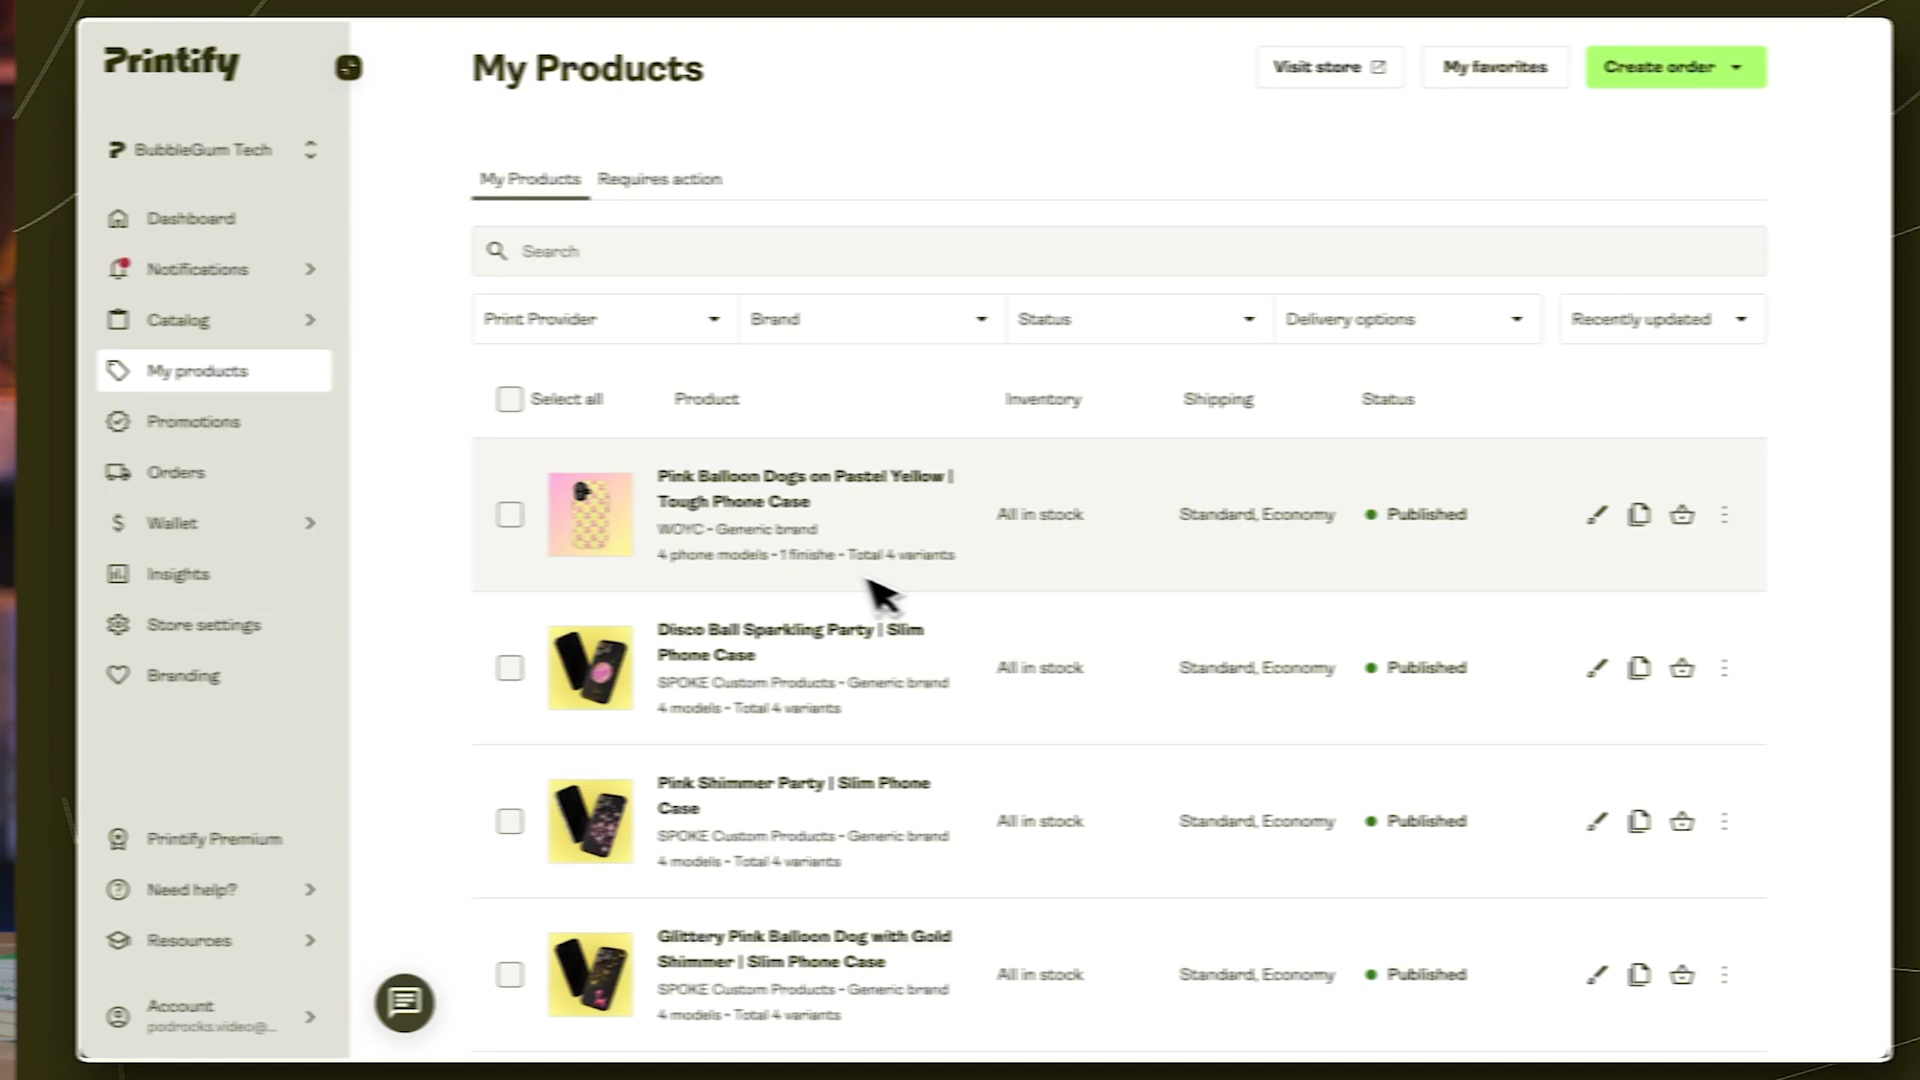 Printify
BubbleGum Tech
Dashboard
Notifications
Catalog
My products
Promotions
Orders
Wallet
Insights
Store settings
Branding
Printify Premium
Need help?
Resources
Account
podrocks.video@...
My Products
Visit store
My favorites
Create order
My Products
Requires action
Search
Print Provider
Brand
Status
Delivery options
Recently updated
Select all
Product
Inventory
Shipping
Status
Pink Balloon Dogs on Pastel Yellow |
Tough Phone Case
WOYC - Generic brand
4 phone models - 1 finishe - Total 4 variants
All in stock
Standard, Economy
Published
Disco Ball Sparkling Party | Slim
Phone Case
SPOKE Custom Products - Generic brand
4 models - Total 4 variants
All in stock
Standard, Economy
Published
Pink Shimmer Party | Slim Phone
Case
SPOKE Custom Products - Generic brand
4 models - Total 4 variants
All in stock
Standard, Economy
Published
Glittery Pink Balloon Dog with Gold
Shimmer | Slim Phone Case
SPOKE Custom Products - Generic brand
4 models - Total 4 variants
All in stock
Standard, Economy
Published